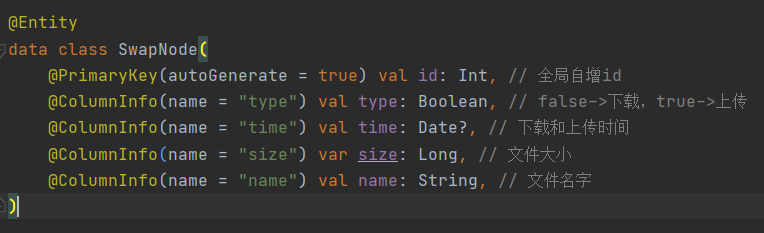 @Entity
data class SwapNode(
    @PrimaryKey(autoGenerate = true) val id: Int, // 全局自增id
    @ColumnInfo(name = "type") val type: Boolean, // false->下载，true->上传
    @ColumnInfo(name = "time") val time: Date?, // 下载和上传时间
    @ColumnInfo(name = "size") var size: Long, // 文件大小
    @ColumnInfo(name = "name") val name: String, // 文件名字
)